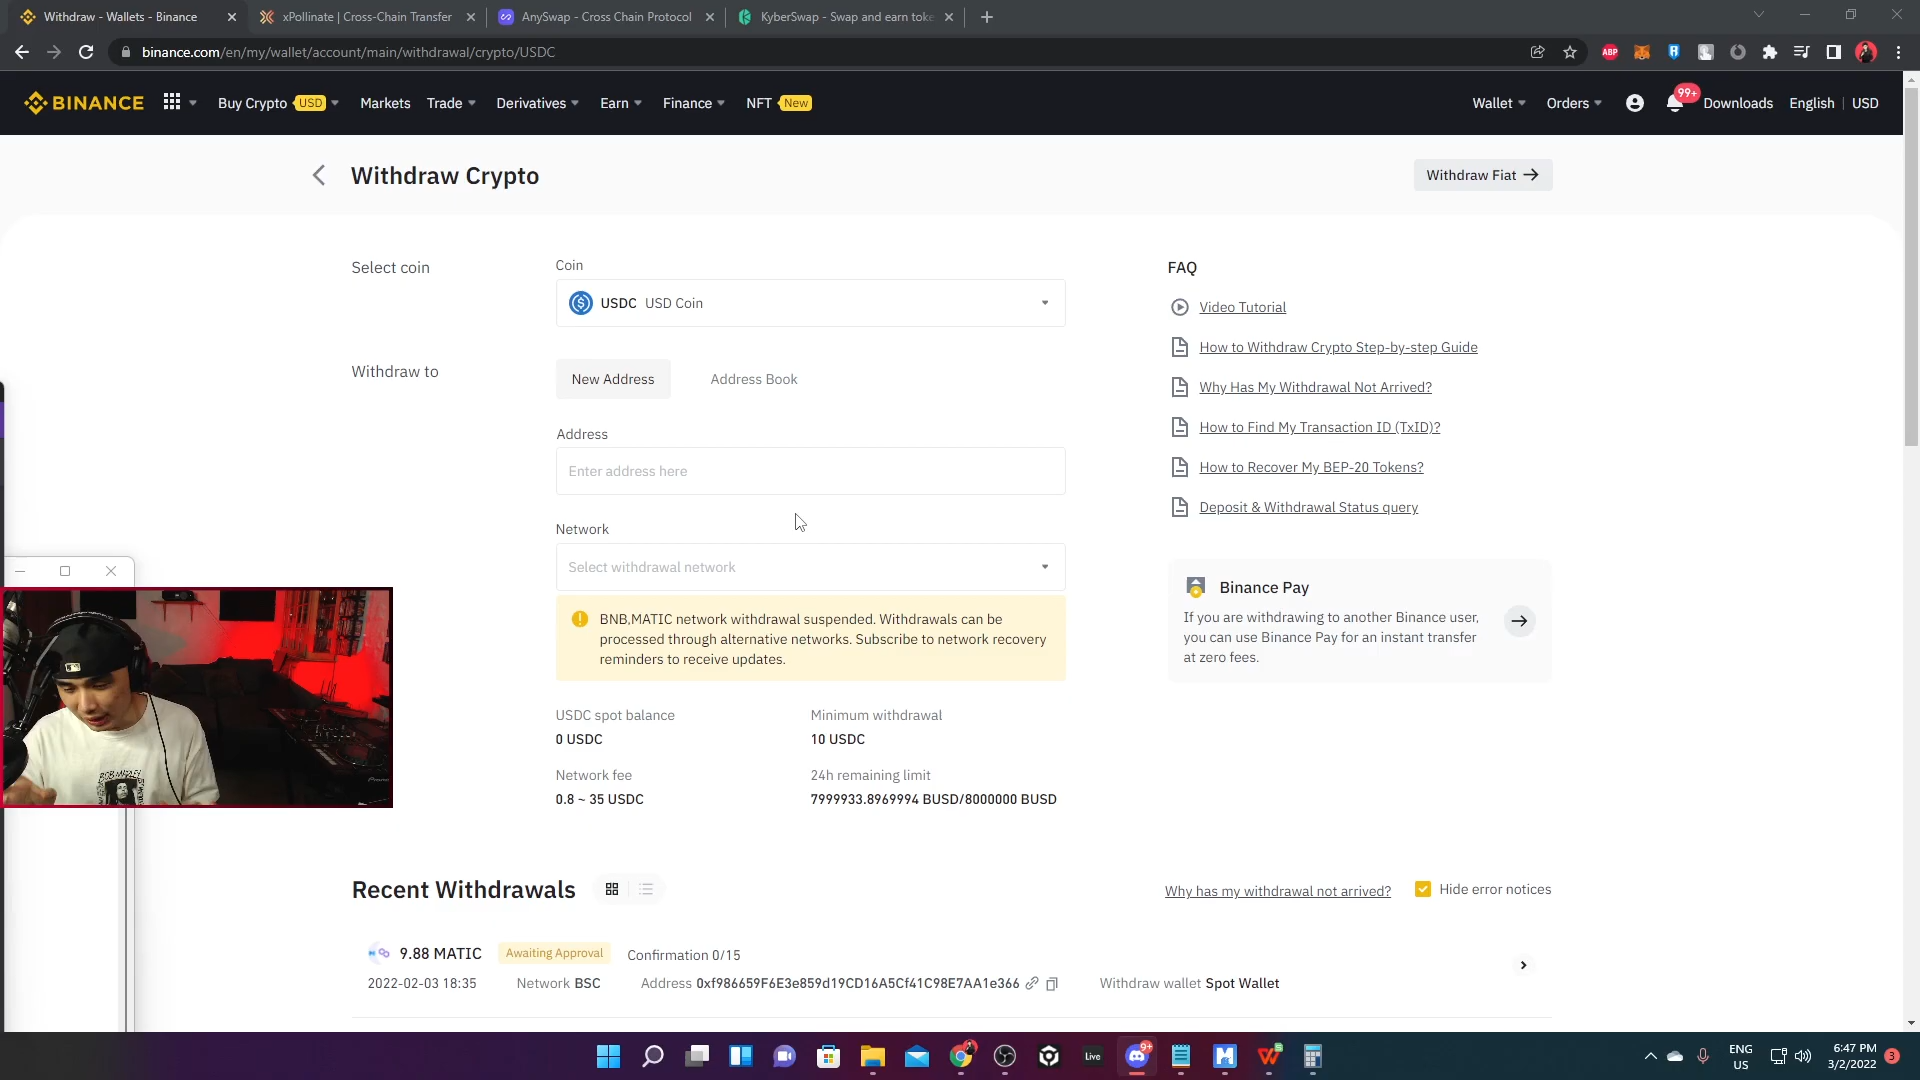 Withdraw - Wallets - Binance
xPollinate | Cross-Chain Transfer
AnySwap - Cross Chain Protocol
KyberSwap - Swap and earn toke
binance.com/en/my/wallet/account/main/withdrawal/crypto/USDC
ABP
BINANCE
Buy Crypto USD
Markets
Trade
Derivatives
Earn
Finance
NFT New
Wallet
Orders
99+
Downloads
English
USD
Withdraw Crypto
Withdraw Fiat
Select coin
Coin
USDC USD Coin
Withdraw to
New Address
Address Book
Address
Enter address here
Network
Select withdrawal network
BNB,MATIC network withdrawal suspended. Withdrawals can be
processed through alternative networks. Subscribe to network recovery
reminders to receive updates.
USDC spot balance
0 USDC
Minimum withdrawal
10 USDC
Network fee
0.8 ~ 35 USDC
24h remaining limit
7999933.8969994 BUSD/8000000 BUSD
FAQ
Video Tutorial
How to Withdraw Crypto Step-by-step Guide
Why Has My Withdrawal Not Arrived?
How to Find My Transaction ID (TxID)?
How to Recover My BEP-20 Tokens?
Deposit & Withdrawal Status query
Binance Pay
If you are withdrawing to another Binance user,
you can use Binance Pay for an instant transfer
at zero fees.
BOB MARLEY
Recent Withdrawals
Why has my withdrawal not arrived?
Hide error notices
9.88 MATIC
Awaiting Approval
Confirmation 0/15
2022-02-03 18:35
Network BSC
Address 0xf986659F6E3e859d19CD16A5Cf41C98E7AA1e366
Withdraw wallet Spot Wallet
Live
9+
ENG
US
6:47 PM
3/2/2022
3